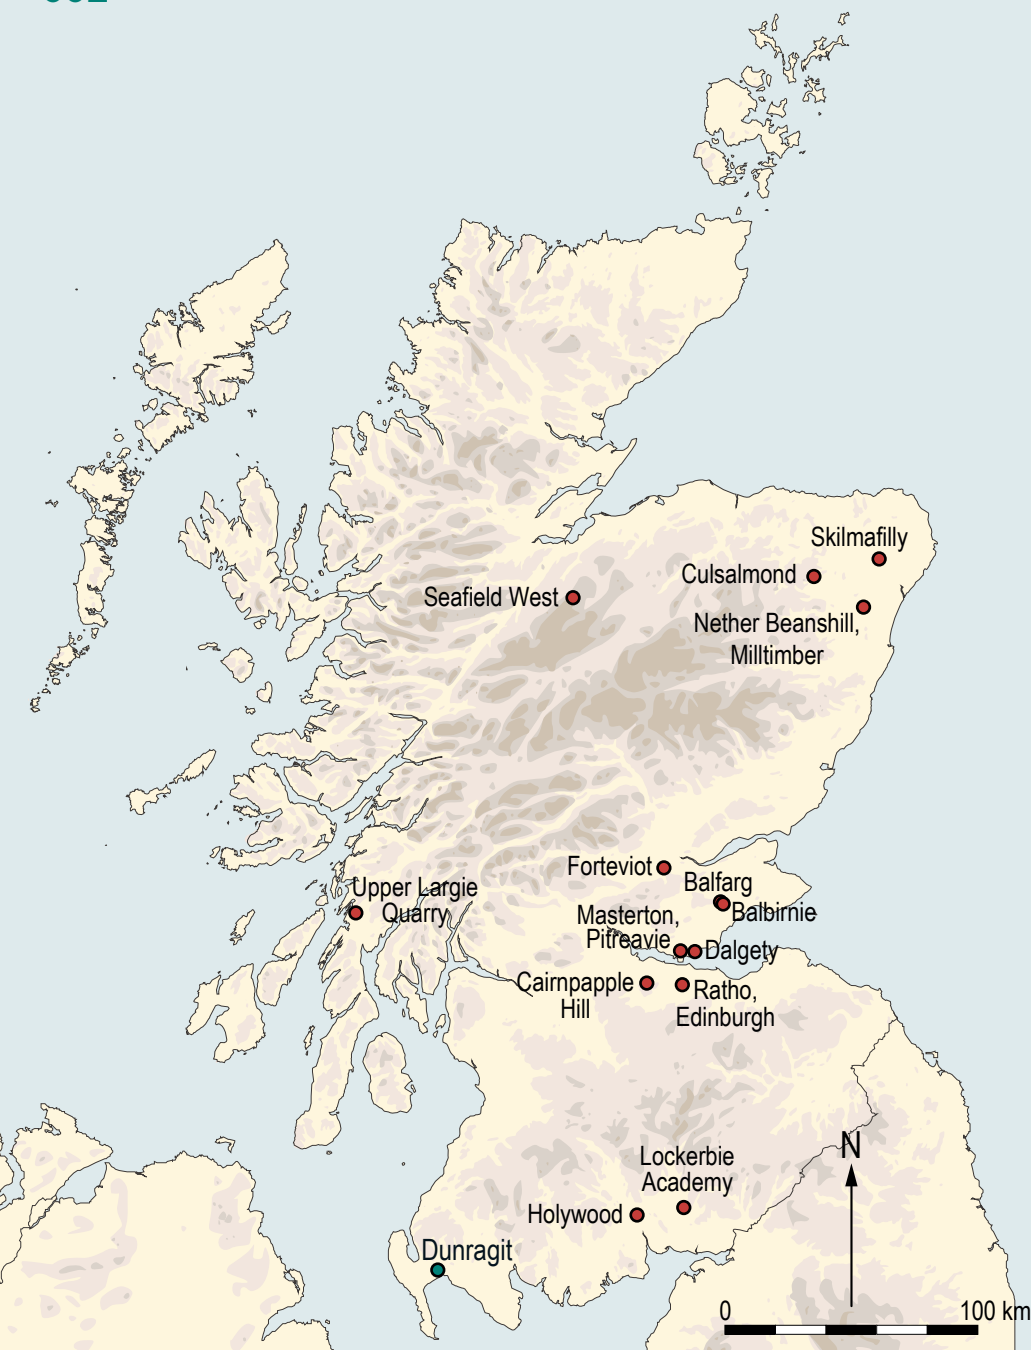 Skilmafilly
Culsalmond
Seafield West
Nether Beanshill,
Milltimber
Forteviot
Balfarg
Upper Largie
Quarry
Balbirnie
Masterton,
Pitreavie
Dalgety
Cairnpapple
Hill
Ratho,
Edinburgh
N
Lockerbie
Academy
Holywood
Dunragit
0
100 km